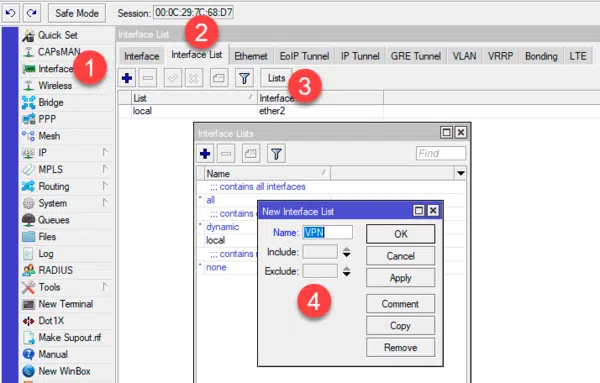 Safe Mode Session: 00:0C:29:7C:68:D7
Quick Set
CAPsMAN
Interface
Wireless
Bridge
PPP
Mesh
IP
MPLS
Routing
System
Queues
Files
Log
RADIUS
Tools
New Terminal
Dot1X
Make Supout.rif
Manual
New WinBox
1
2
3
4
Interface List
Interface Interface List Ethernet EoIP Tunnel IP Tunnel GRE Tunnel VLAN VRRP Bonding LTE
Lists
List / Interface
local ether2
Interface Lists
Find
Name /
;;; contains all interfaces
* all
;;; contains
* dynamic
local
;;; contains
* none
New Interface List
Name: VPN
Include:
Exclude:
OK
Cancel
Apply
Comment
Copy
Remove